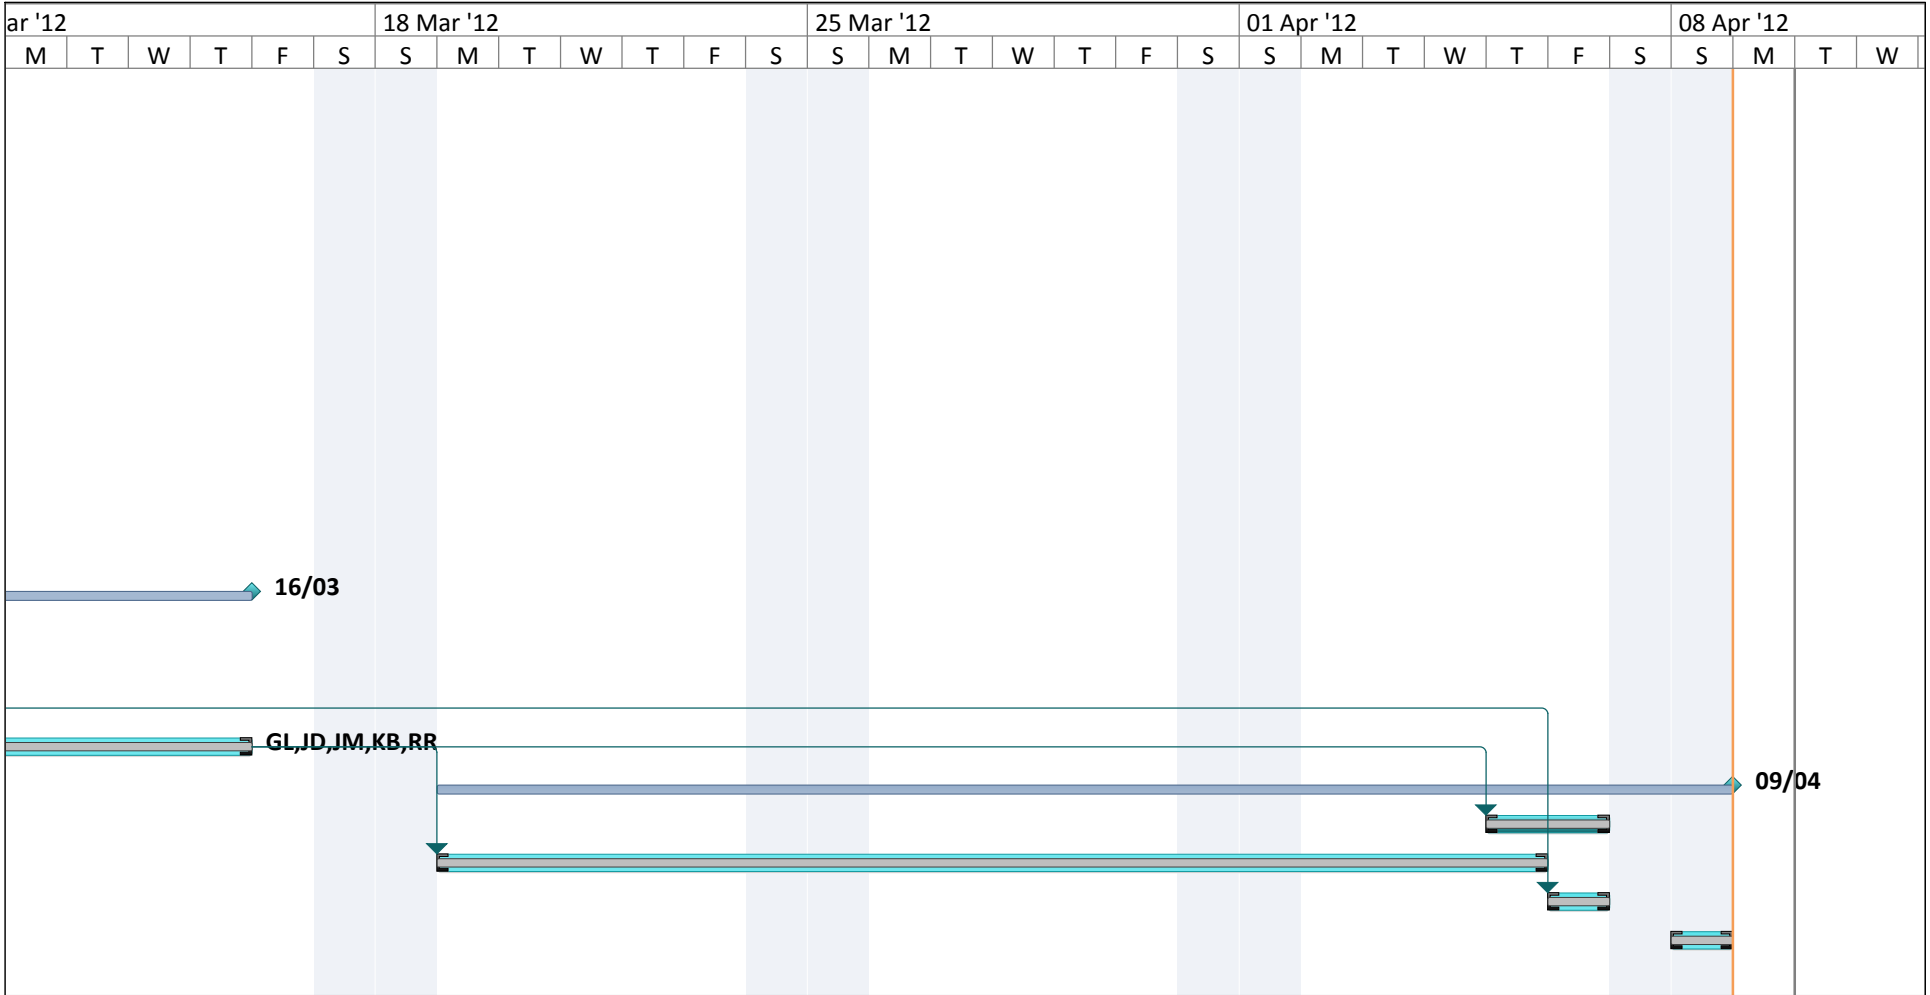 ar '12 18 Mar '12 25 Mar '12 01 Apr '12 08 Apr '12
M T W T F S S M T W T F S S M T W T F S S M T W T F S S M T W
16/03
GL,JD,JM,KB,RR
09/04